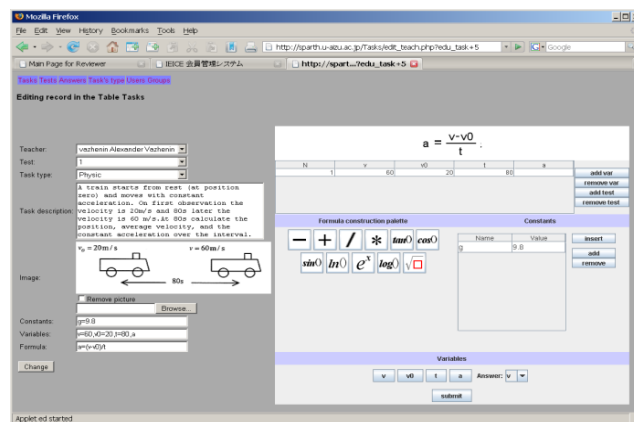 Mozilla Firefox
File Edit View History Bookmarks Tools Help
http://sparth.u-aizu.ac.jp/Tasks/edit_teach.php?edu_task=5
Google
Main Page for Reviewer
IEICE 会員管理システム
http://spart...?edu_task=5
Tasks Tests Answers Task's type Users Groups
Editing record in the Table Tasks
Teacher: vazhenin Alexander Vazhenin
Test: 1
Task type: Physic
Task description:
A train starts from rest (at position
zero) and moves with constant
acceleration. On first observation the
velocity is 20m/s and 80s later the
velocity is 60 m/s.At 80s calculate the
position, average velocity, and the
constant acceleration over the interval.
Image:
v₀ = 20m/s v = 60m/s
80s
Remove picture
Browse...
Constants: g=9.8
Variables: v=60,v0=20,t=80,a
Formula: a=(v-v0)/t
Change
a = v-v0
t ;
N v v0 t a
1 60 20 80
add var
remove var
add test
remove test
Formula construction palette
− + / * tan() cos()
sin() ln() eˣ log() √
Constants
Name Value
g 9.8
insert
add
remove
Variables
v v0 t a Answer: v
submit
Applet ed started